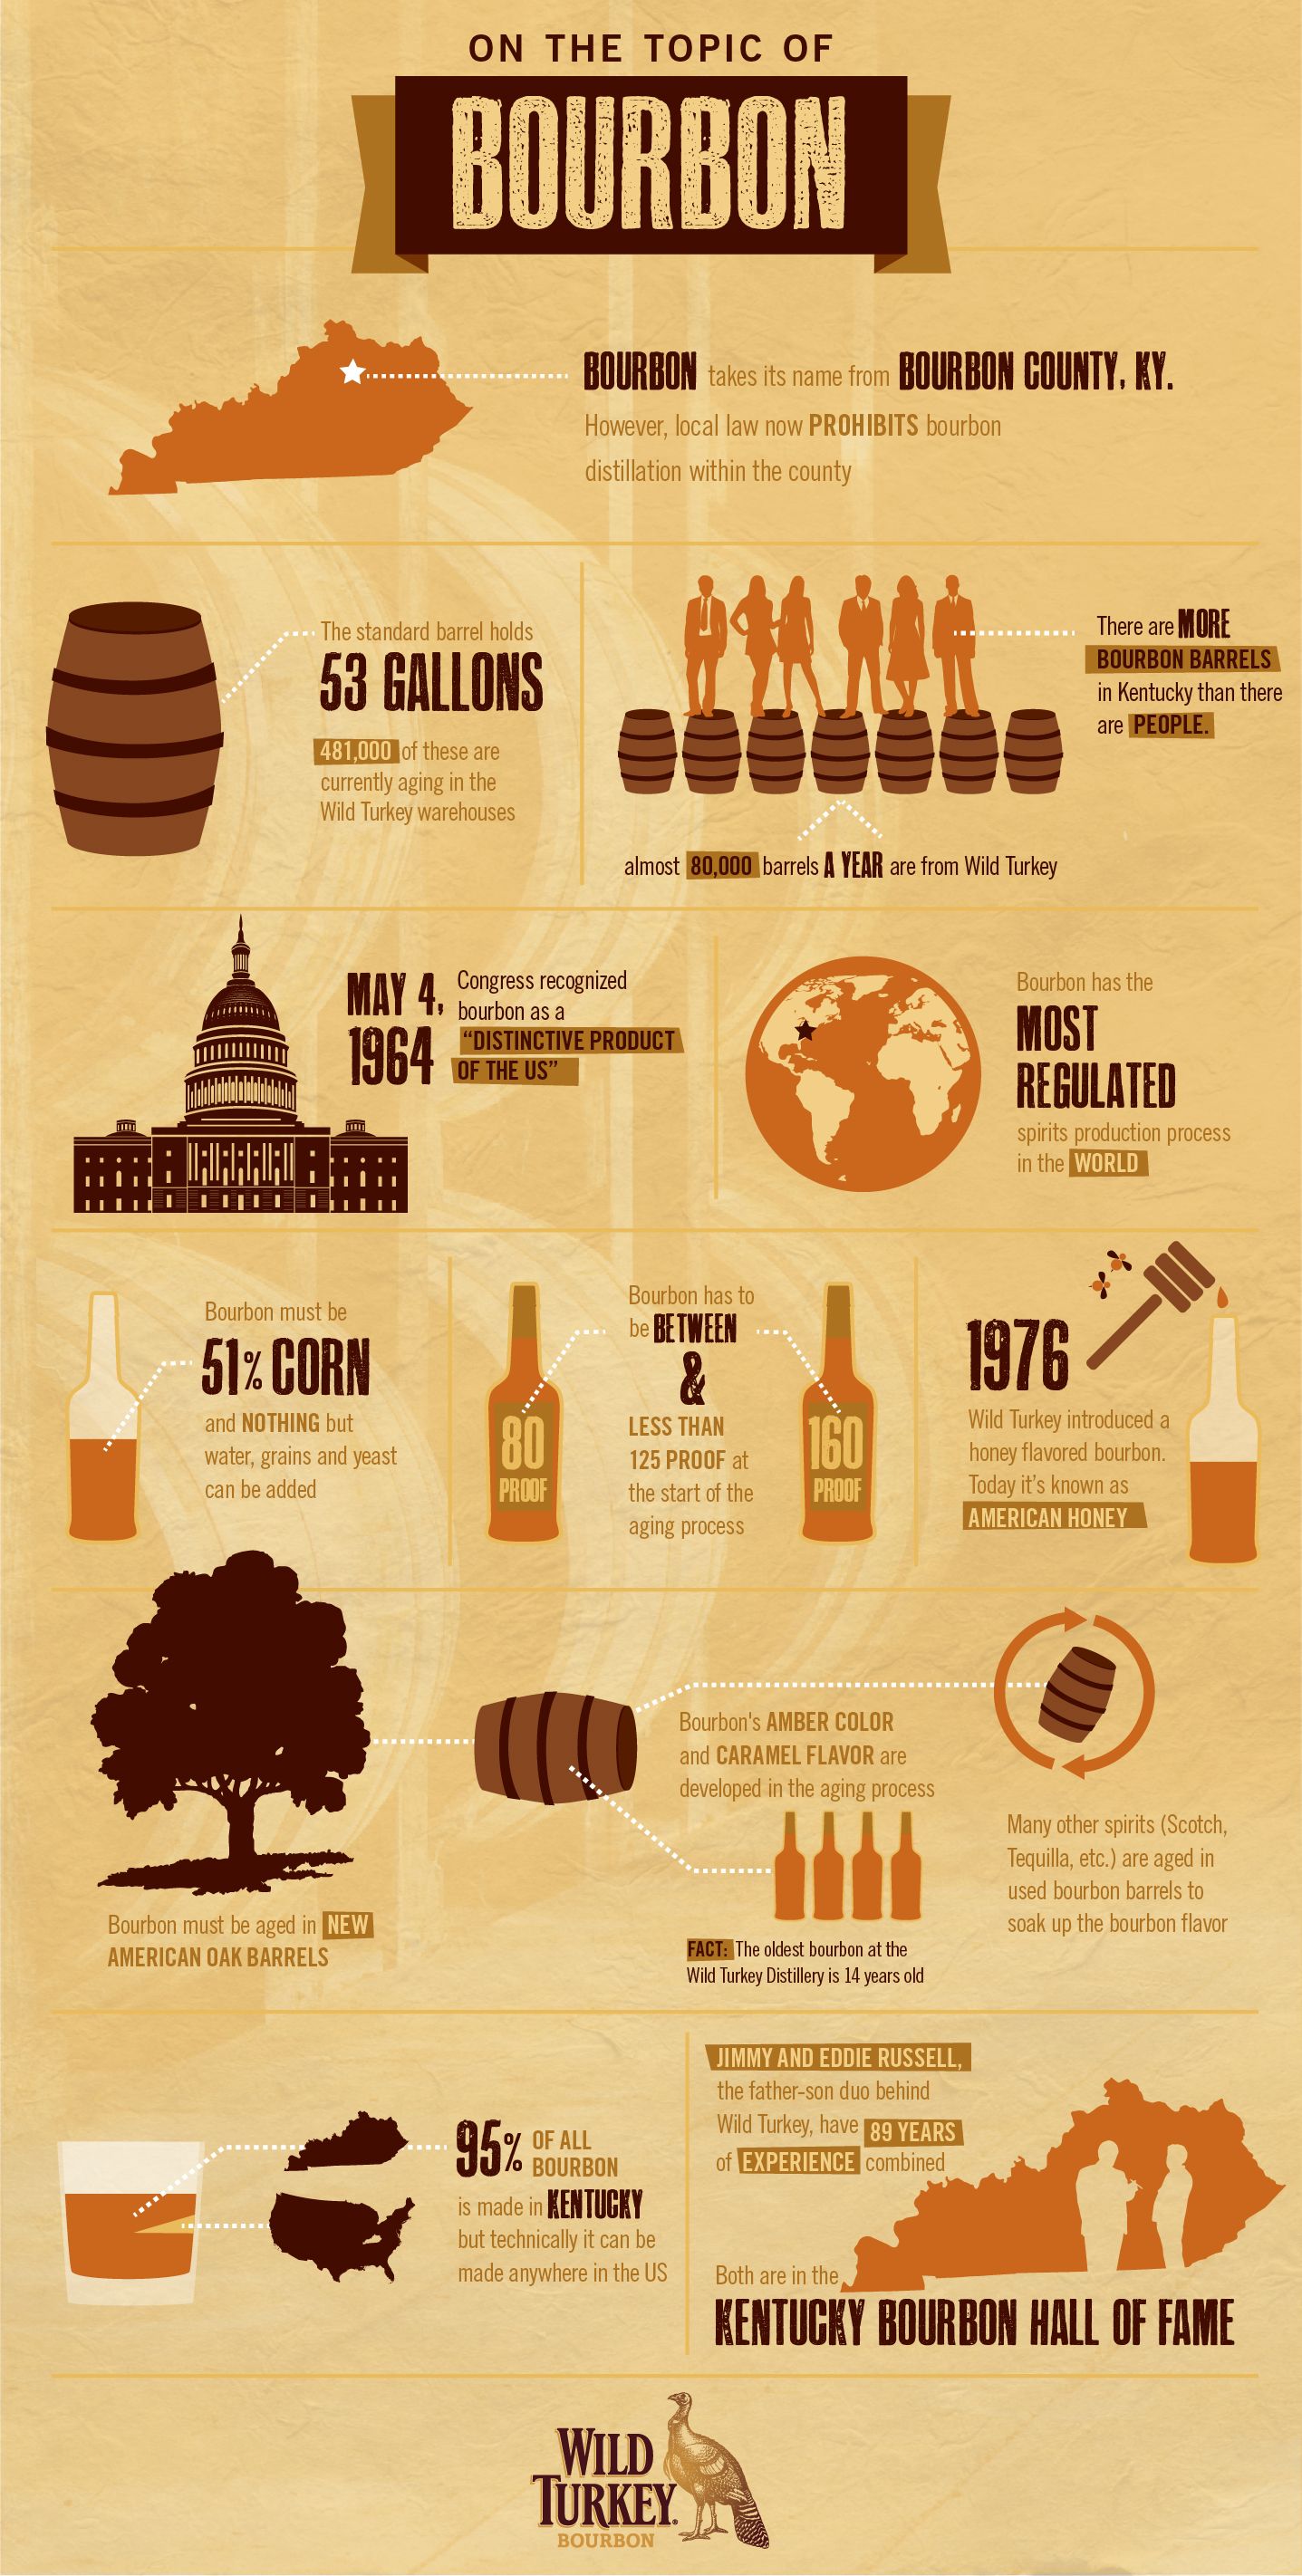 ON THE TOPIC OF
BOURBON
BOURBON takes its name from BOURBON COUNTY, KY.
However, local law now PROHIBITS bourbon
distillation within the county
The standard barrel holds
53 GALLONS
481,000 of these are
currently aging in the
Wild Turkey warehouses
There are MORE
BOURBON BARRELS
in Kentucky than there
are PEOPLE.
almost 80,000 barrels A YEAR are from Wild Turkey
MAY 4,
1964
Congress recognized
bourbon as a
“DISTINCTIVE PRODUCT
OF THE US”
Bourbon has the
MOST
REGULATED
spirits production process
in the WORLD
Bourbon must be
51% CORN
and NOTHING but
water, grains and yeast
can be added
80
PROOF
Bourbon has to
be BETWEEN
&
LESS THAN
125 PROOF at
the start of the
aging process
160
PROOF
1976
Wild Turkey introduced a
honey flavored bourbon.
Today it's known as
AMERICAN HONEY
Bourbon must be aged in NEW
AMERICAN OAK BARRELS
Bourbon's AMBER COLOR
and CARAMEL FLAVOR are
developed in the aging process
FACT: The oldest bourbon at the
Wild Turkey Distillery is 14 years old
Many other spirits (Scotch,
Tequilla, etc.) are aged in
used bourbon barrels to
soak up the bourbon flavor
95% OF ALL
BOURBON
is made in KENTUCKY
but technically it can be
made anywhere in the US
JIMMY AND EDDIE RUSSELL,
the father-son duo behind
Wild Turkey, have 89 YEARS
of EXPERIENCE combined
Both are in the
KENTUCKY BOURBON HALL OF FAME
WILD
TURKEY®
BOURBON